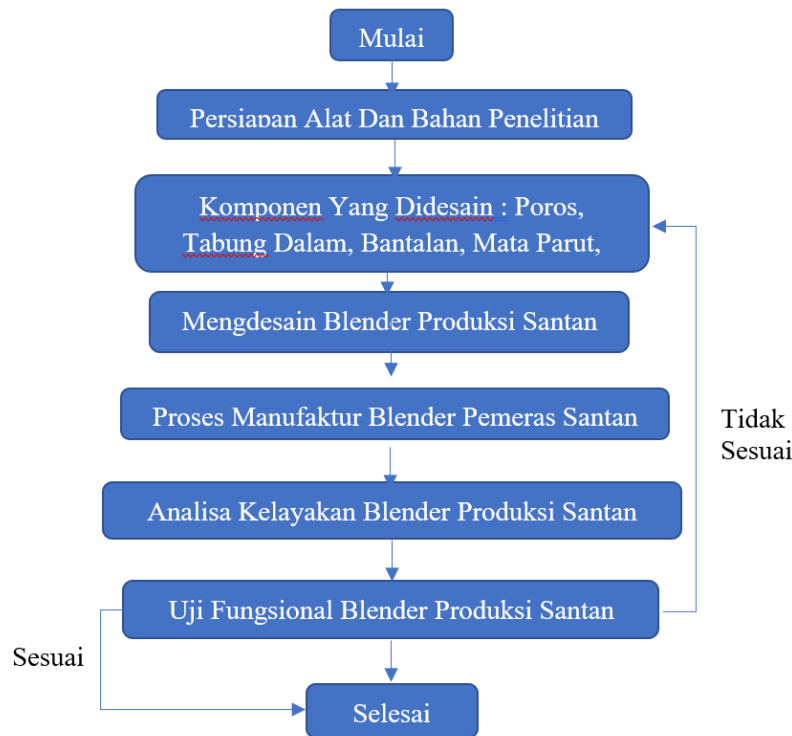 Mulai
Persiapan Alat Dan Bahan Penelitian
Komponen Yang Didesain : Poros,
Tabung Dalam, Bantalan, Mata Parut,
Mengdesain Blender Produksi Santan
Proses Manufaktur Blender Pemeras Santan
Tidak
Sesuai
Analisa Kelayakan Blender Produksi Santan
Uji Fungsional Blender Produksi Santan
Sesuai
Selesai